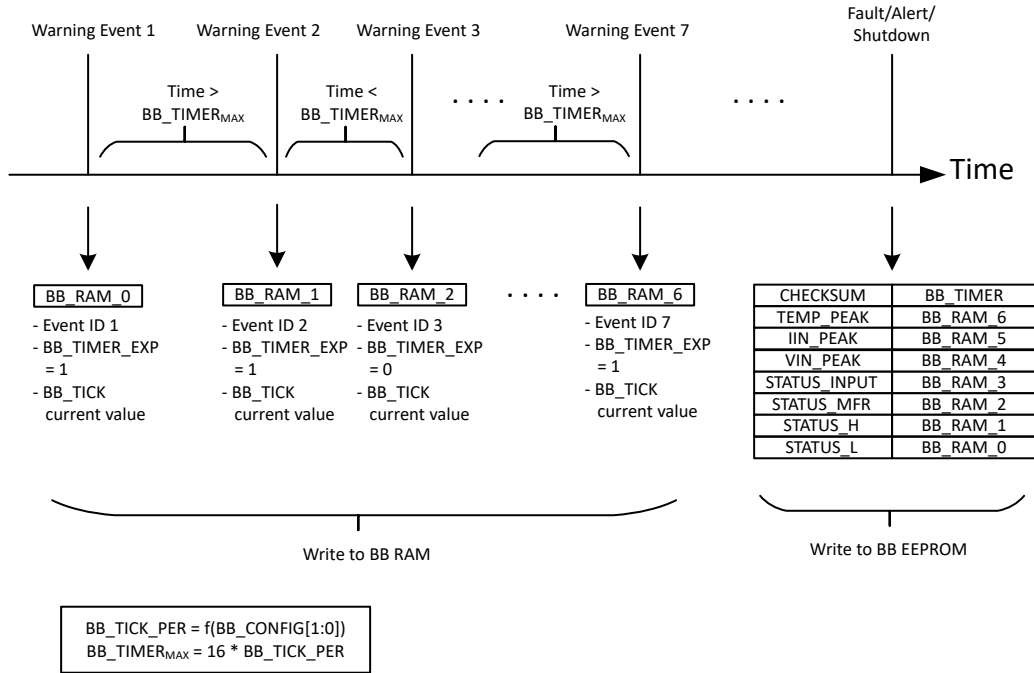 Warning Event 1
Warning Event 2
Warning Event 3
Warning Event 7
Fault/Alert/
Shutdown
Time >
BB_TIMERMAX
Time <
BB_TIMERMAX
. . . .
Time >
BB_TIMERMAX
. . . .
Time
BB_RAM_0
- Event ID 1
- BB_TIMER_EXP
= 1
- BB_TICK
current value
BB_RAM_1
- Event ID 2
- BB_TIMER_EXP
= 1
- BB_TICK
current value
BB_RAM_2
- Event ID 3
- BB_TIMER_EXP
= 0
- BB_TICK
current value
. . . .
BB_RAM_6
- Event ID 7
- BB_TIMER_EXP
= 1
- BB_TICK
current value
CHECKSUM BB_TIMER
TEMP_PEAK BB_RAM_6
IIN_PEAK BB_RAM_5
VIN_PEAK BB_RAM_4
STATUS_INPUT BB_RAM_3
STATUS_MFR BB_RAM_2
STATUS_H BB_RAM_1
STATUS_L BB_RAM_0
Write to BB RAM
Write to BB EEPROM
BB_TICK_PER = f(BB_CONFIG[1:0])
BB_TIMERMAX = 16 * BB_TICK_PER